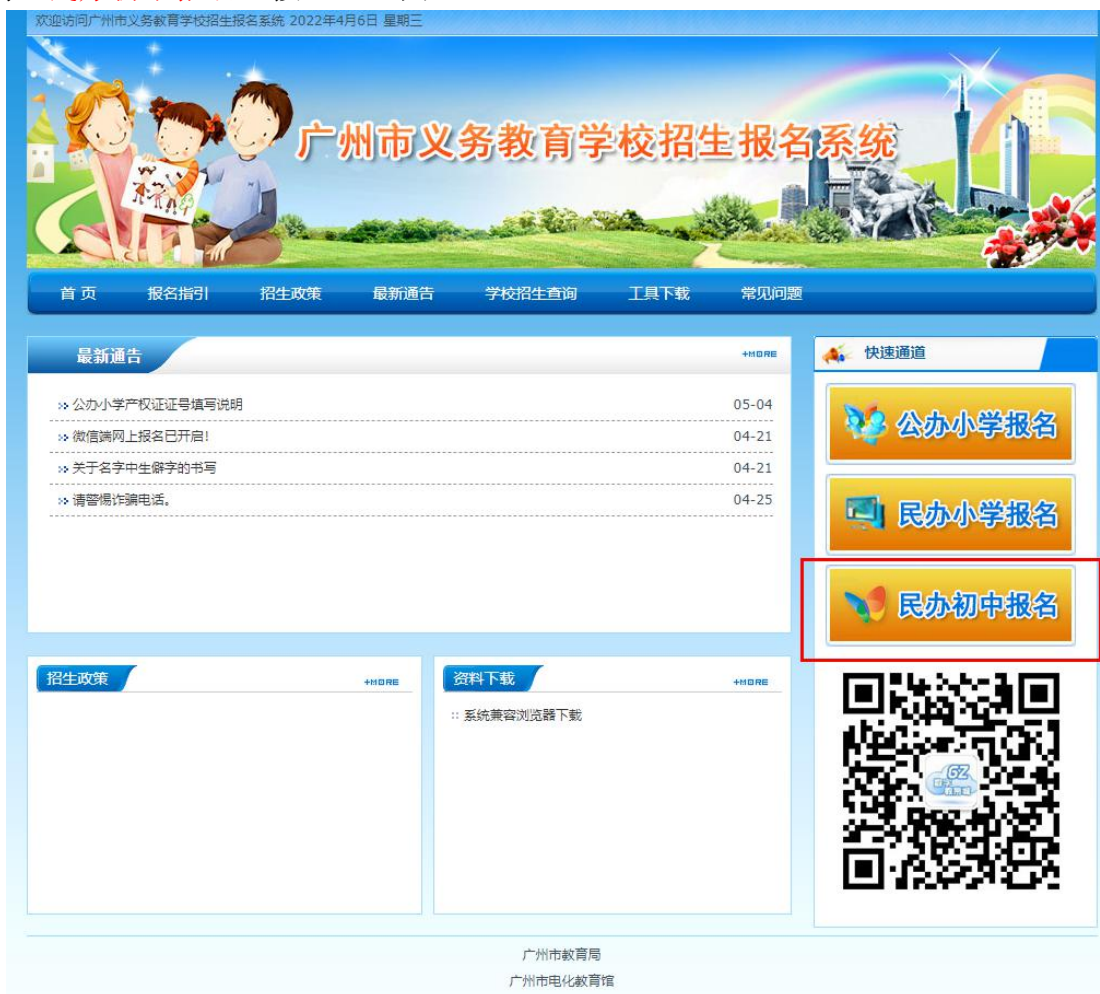 欢迎访问广州市义务教育学校招生报名系统 2022年4月6日 星期三
广州市义务教育学校招生报名系统
首 页 报名指引 招生政策 最新通告 学校招生查询 工具下载 常见问题
最新通告 +MORE
公办小学产权证证号填写说明 05-04
微信端网上报名已开启！ 04-21
关于名字中生僻字的书写 04-21
请警惕诈骗电话。 04-25
快速通道
公办小学报名
民办小学报名
民办初中报名
招生政策 +MORE
资料下载 +MORE
系统兼容浏览器下载
GZ
广州市教育局
广州市电化教育馆